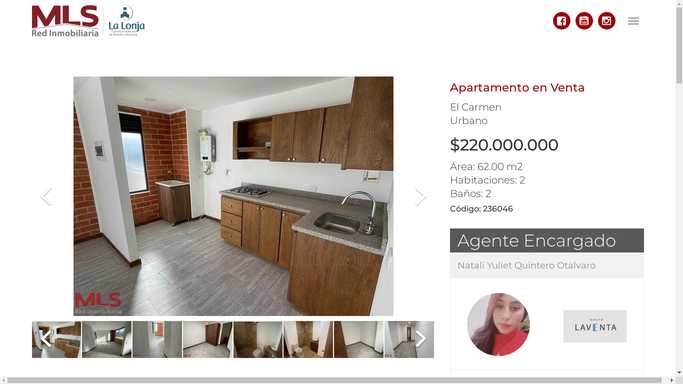 MLS
Red Inmobiliaria
La Lonja
Apartamento en Venta
El Carmen
Urbano
$220.000.000
Área: 62.00 m2
Habitaciones: 2
Baños: 2
Código: 236046
Agente Encargado
Natali Yuliet Quintero Otalvaro
MLS
Red Inmobiliaria
LAVENTA